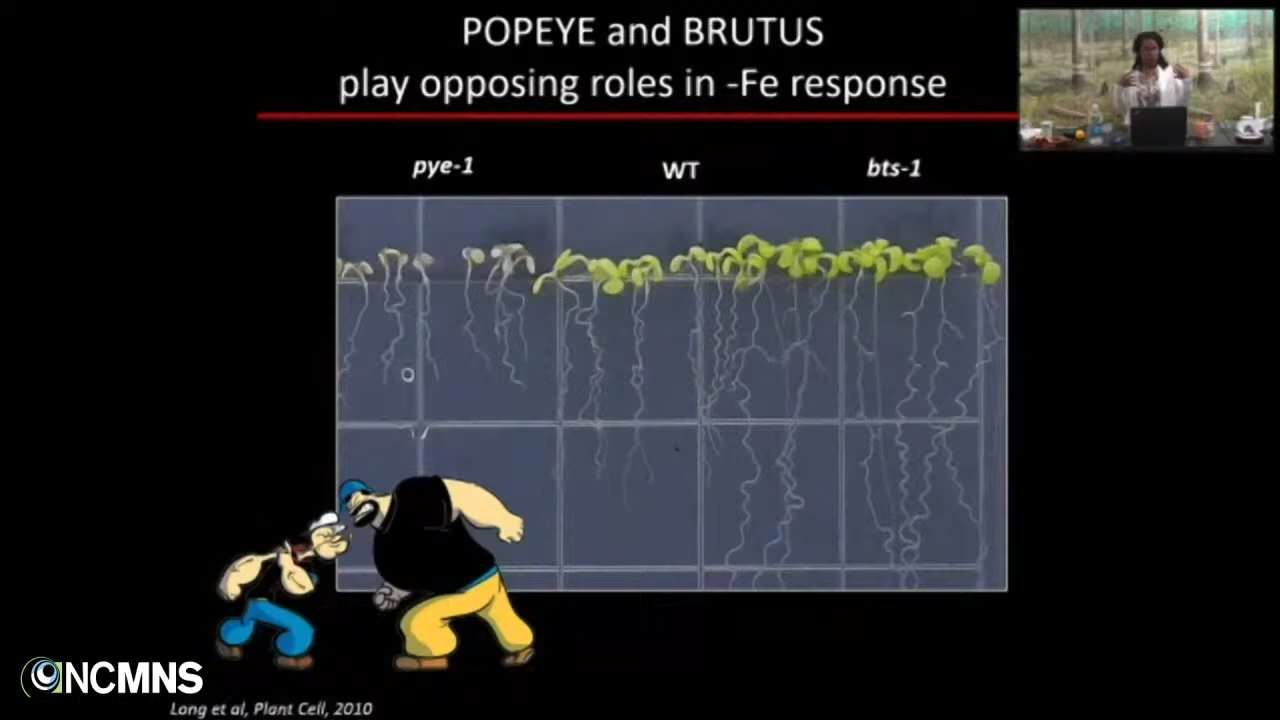 POPEYE and BRUTUS
play opposing roles in -Fe response
pye-1
WT
bts-1
NCMNS
Long et al, Plant Cell, 2010